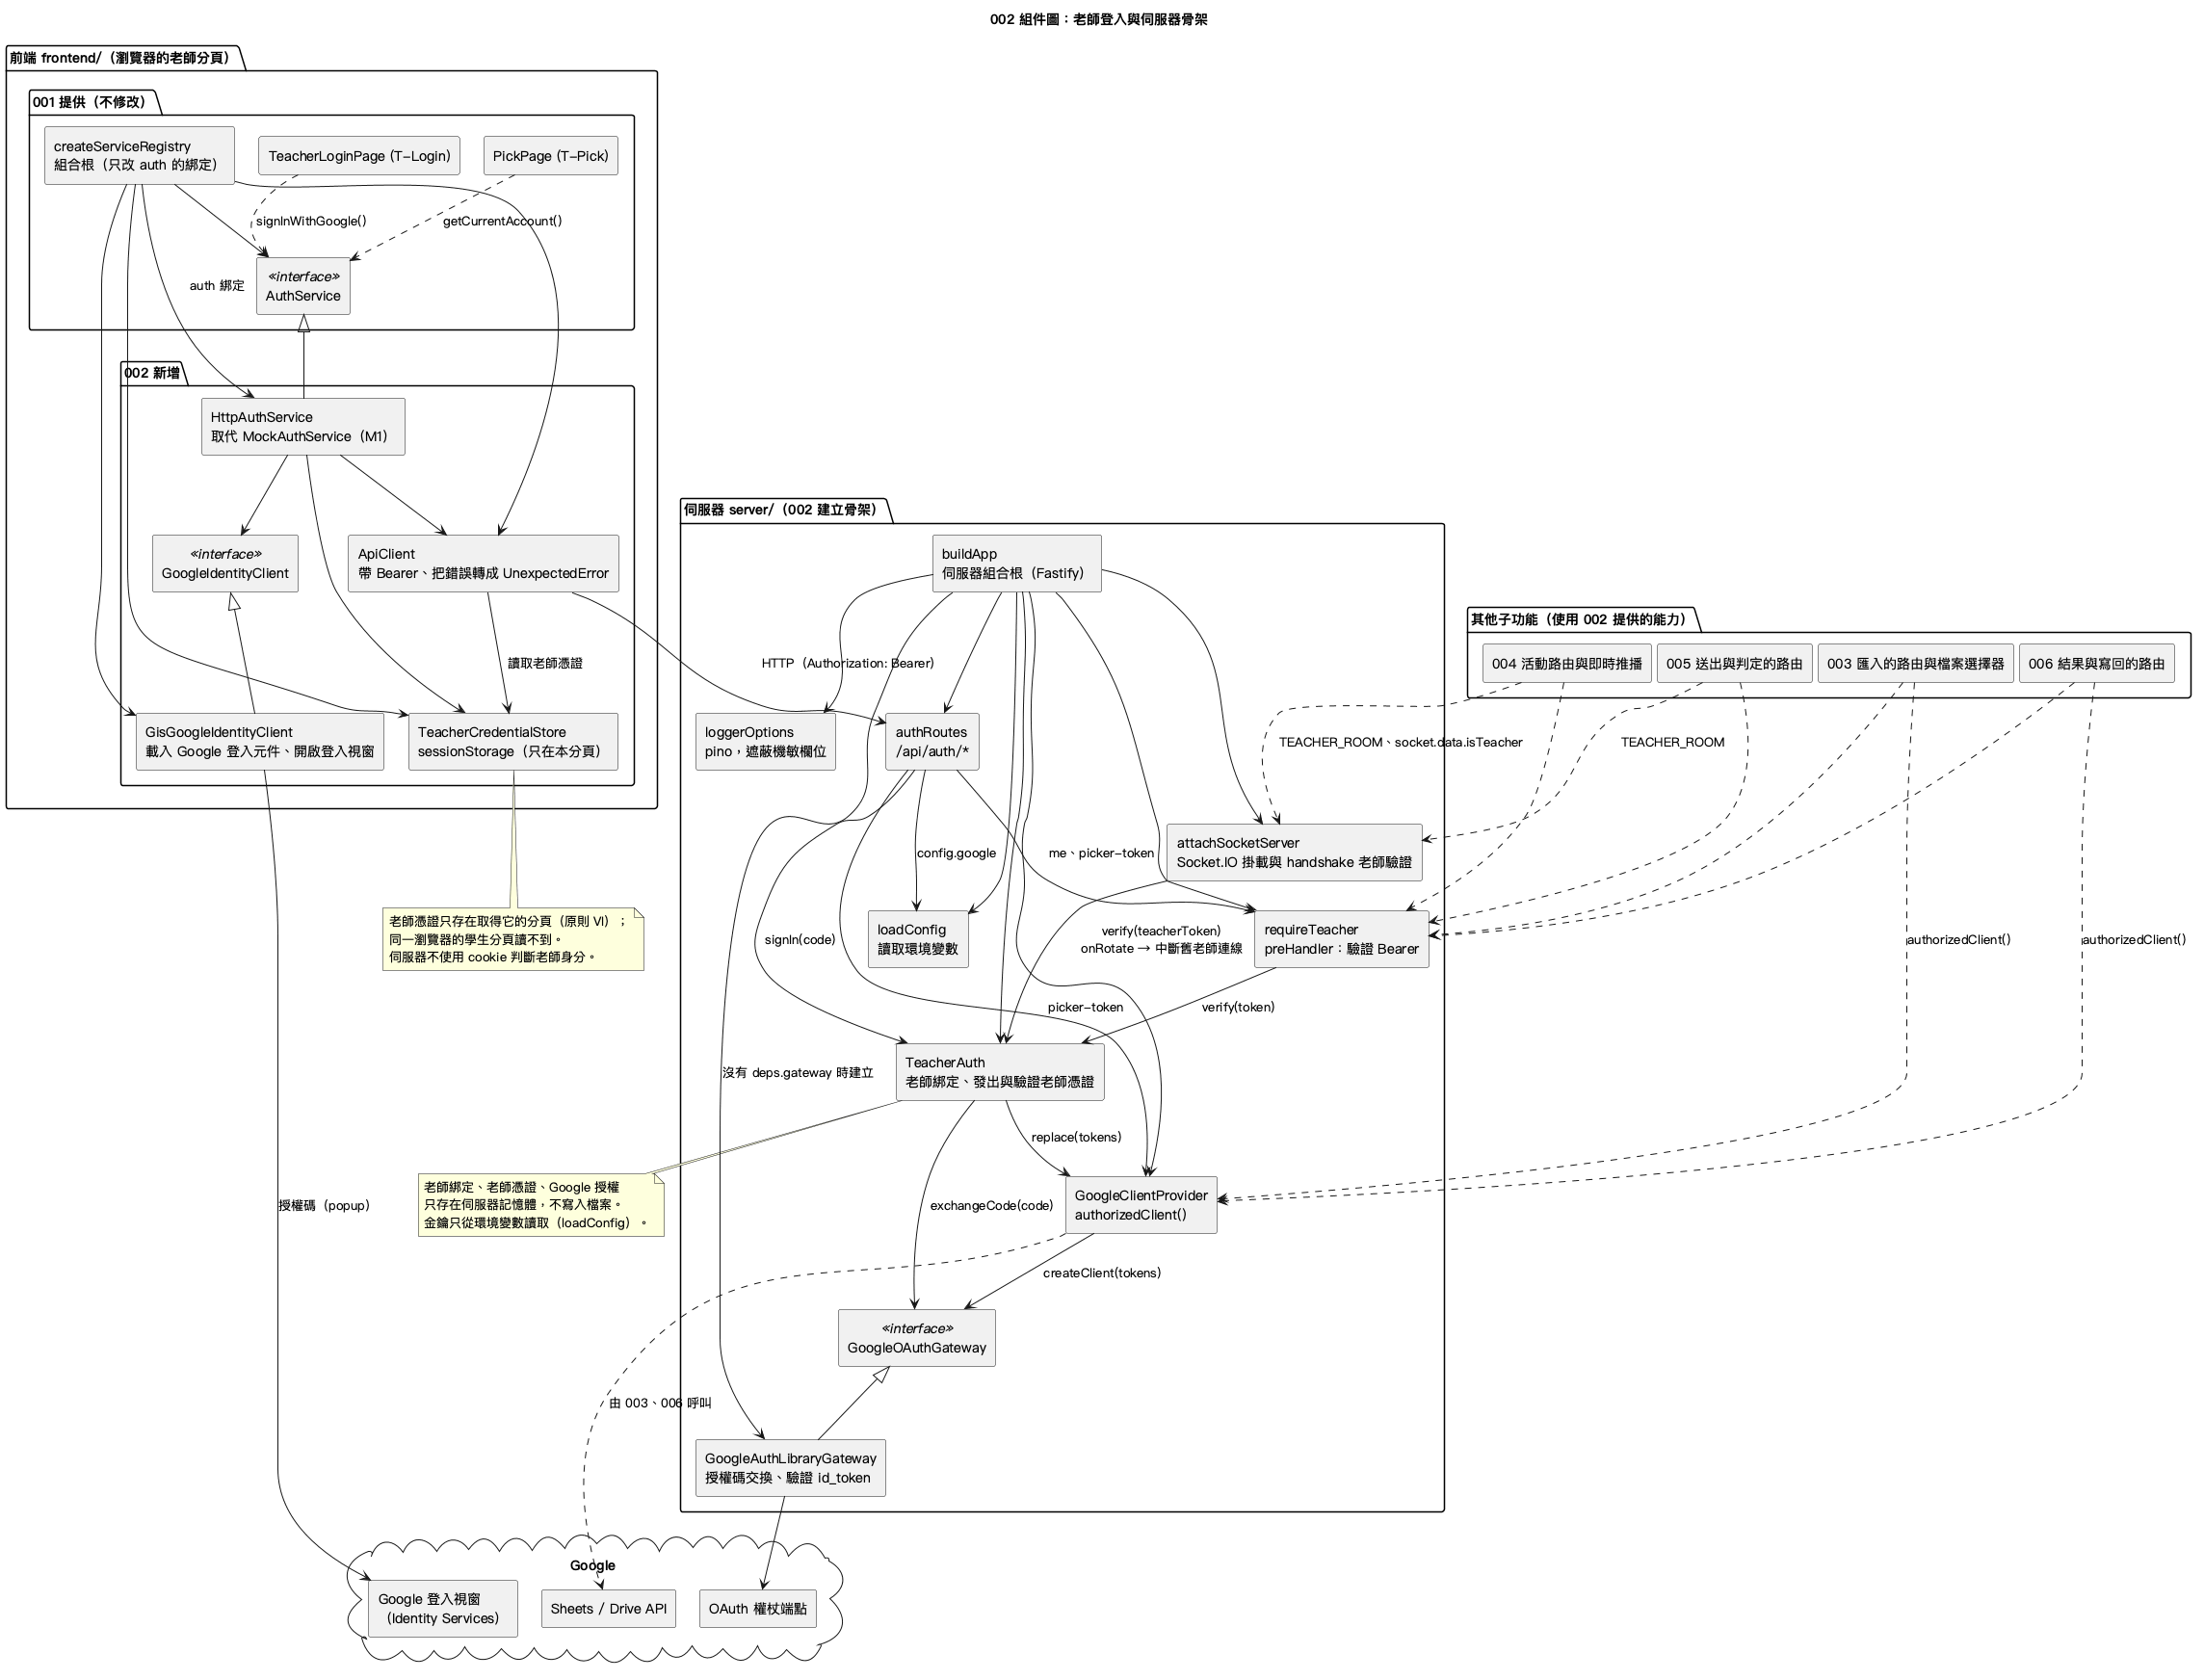 002 組件圖：老師登入與伺服器骨架
前端 frontend/（瀏覽器的老師分頁）
001 提供（不修改）
createServiceRegistry
組合根（只改 auth 的綁定）
TeacherLoginPage (T-Login)
PickPage (T-Pick)
signInWithGoogle()
getCurrentAccount()
auth 綁定
«interface»
AuthService
002 新增
HttpAuthService
取代 MockAuthService（M1）
«interface»
GoogleIdentityClient
ApiClient
帶 Bearer、把錯誤轉成 UnexpectedError
讀取老師憑證
GisGoogleIdentityClient
載入 Google 登入元件、開啟登入視窗
TeacherCredentialStore
sessionStorage（只在本分頁）
老師憑證只存在取得它的分頁（原則 VI）；
同一瀏覽器的學生分頁讀不到。
伺服器不使用 cookie 判斷老師身分。
伺服器 server/（002 建立骨架）
buildApp
伺服器組合根（Fastify）
HTTP（Authorization: Bearer）
loggerOptions
pino，遮蔽機敏欄位
authRoutes
/api/auth/*
attachSocketServer
Socket.IO 掛載與 handshake 老師驗證
config.google
me、picker-token
loadConfig
讀取環境變數
requireTeacher
preHandler：驗證 Bearer
signIn(code)
verify(teacherToken)
onRotate → 中斷舊老師連線
picker-token
verify(token)
TeacherAuth
老師綁定、發出與驗證老師憑證
沒有 deps.gateway 時建立
replace(tokens)
老師綁定、老師憑證、Google 授權
只存在伺服器記憶體，不寫入檔案。
金鑰只從環境變數讀取（loadConfig）。
exchangeCode(code)
GoogleClientProvider
authorizedClient()
createClient(tokens)
«interface»
GoogleOAuthGateway
由 003、006 呼叫
GoogleAuthLibraryGateway
授權碼交換、驗證 id_token
其他子功能（使用 002 提供的能力）
004 活動路由與即時推播
005 送出與判定的路由
003 匯入的路由與檔案選擇器
006 結果與寫回的路由
TEACHER_ROOM、socket.data.isTeacher
TEACHER_ROOM
authorizedClient()
authorizedClient()
授權碼（popup）
Google
Google 登入視窗
（Identity Services）
Sheets / Drive API
OAuth 權杖端點